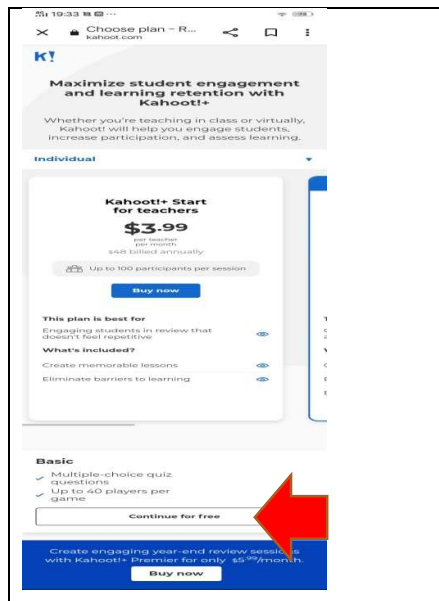 19:33
Choose plan – R...
kahoot.com
K!
Maximize student engagement
and learning retention with
Kahoot!+
Whether you're teaching in class or virtually,
Kahoot! will help you engage students,
increase participation, and assess learning.
Individual
Kahoot!+ Start
for teachers
$3.99
per teacher
per month
$48 billed annually
Up to 100 participants per session
Buy now
This plan is best for
Engaging students in review that
doesn't feel repetitive
What's included?
Create memorable lessons
Eliminate barriers to learning
Basic
Multiple-choice quiz
questions
Up to 40 players per
game
Continue for free
Create engaging year-end review sessions
with Kahoot!+ Premier for only $5.99/month.
Buy now